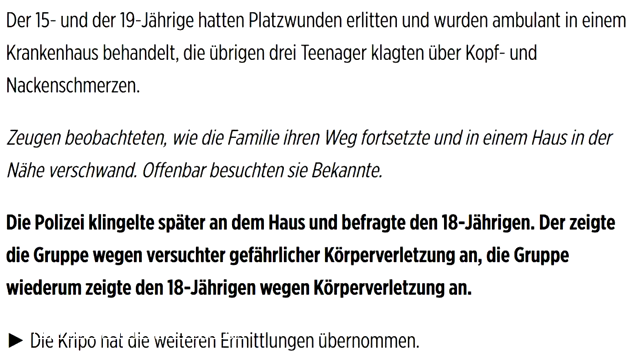 Der 15- und der 19-Jährige hatten Platzwunden erlitten und wurden ambulant in einem
Krankenhaus behandelt, die übrigen drei Teenager klagten über Kopf- und
Nackenschmerzen.
Zeugen beobachteten, wie die Familie ihren Weg fortsetzte und in einem Haus in der
Nähe verschwand. Offenbar besuchten sie Bekannte.
Die Polizei klingelte später an dem Haus und befragte den 18-Jährigen. Der zeigte
die Gruppe wegen versuchter gefährlicher Körperverletzung an, die Gruppe
wiederum zeigte den 18-Jährigen wegen Körperverletzung an.
► Die Kripo hat die weiteren Ermittlungen übernommen.